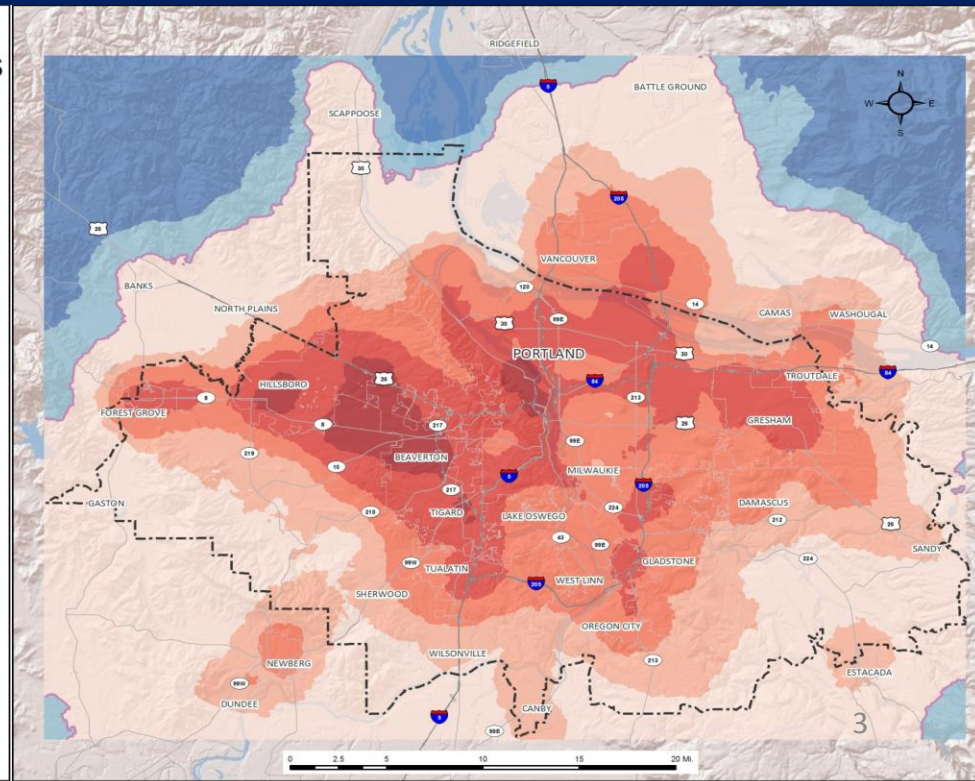 S
RIDGEFIELD
5
BATTLE GROUND
N
W
E
S
SCAPPOOSE
30
205
26
VANCOUVER
BANKS
120
NORTH PLAINS
14
CAMAS
WASHOUGAL
99E
30
PORTLAND
30
14
26
84
TROUTDALE
84
HILLSBORO
213
8
FOREST GROVE
GRESHAM
8
217
26
219
99E
BEAVERTON
10
MILWAUKIE
5
217
205
GASTON
DAMASCUS
210
TIGARD
LAKE OSWEGO
224
212
26
43
99E
SANDY
99W
GLADSTONE
224
TUALATIN
205
WEST LINN
SHERWOOD
OREGON CITY
WILSONVILLE
213
NEWBERG
ESTACADA
99W
DUNDEE
CANBY
5
3
99E
0 2.5 5 10 15 20 Mi.